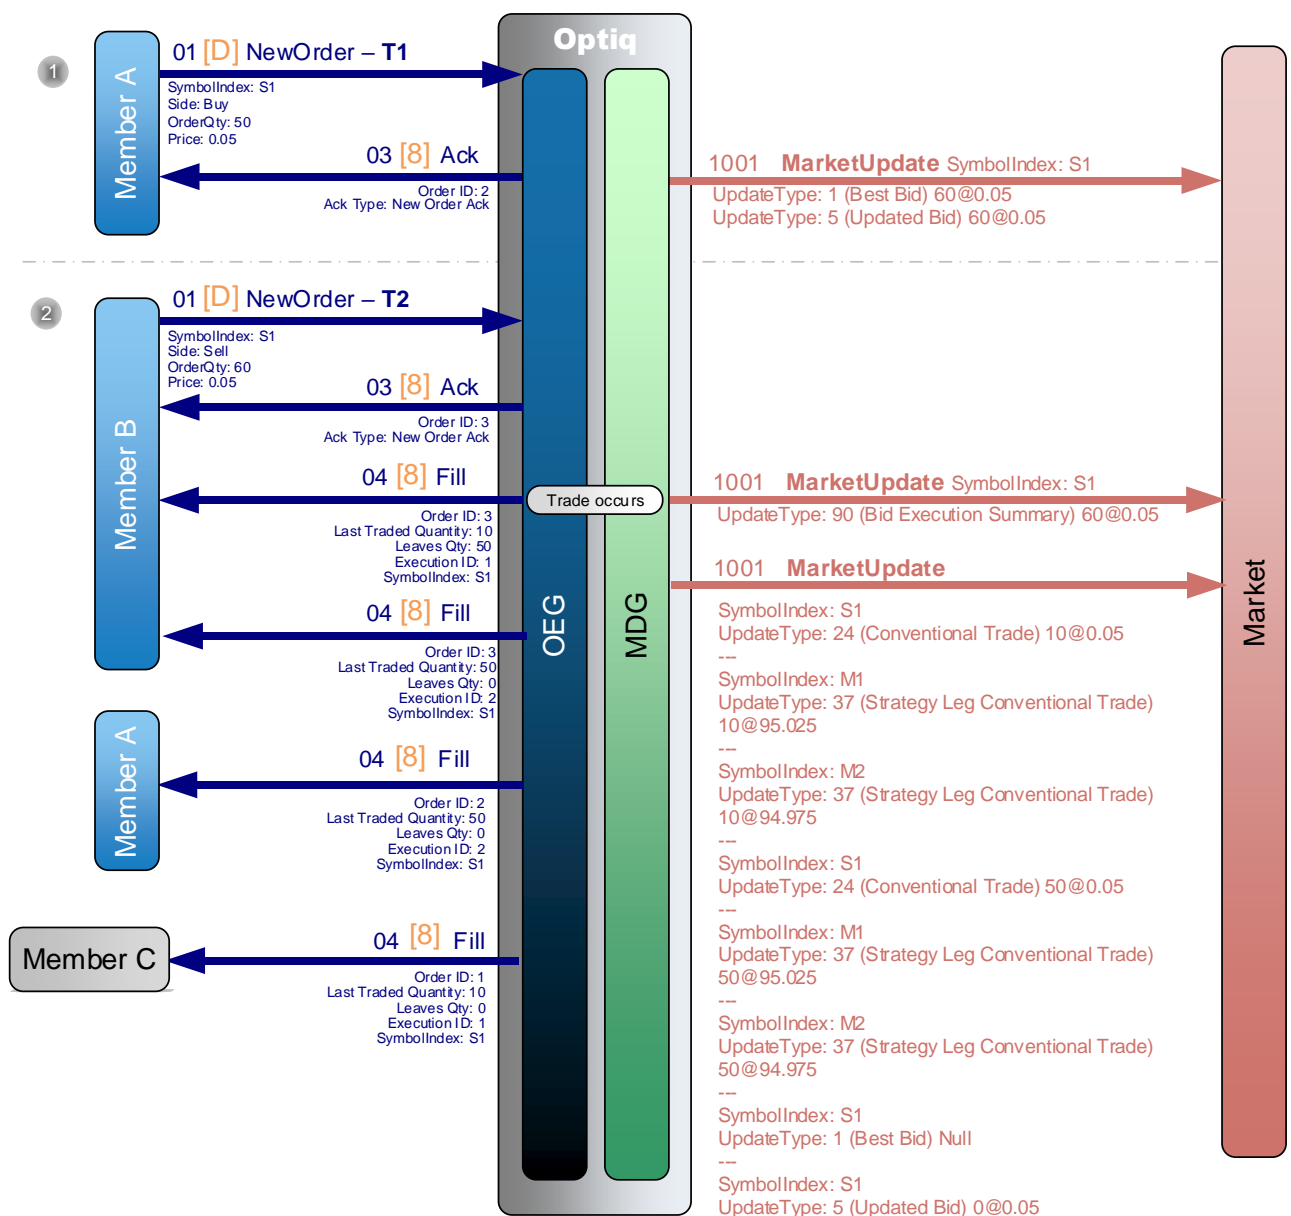 Optiq
1
Member A
01 [D] NewOrder – T1
SymbolIndex: S1
Side: Buy
OrderQty: 50
Price: 0.05
03 [8] Ack
Order ID: 2
Ack Type: New Order Ack
1001 MarketUpdate SymbolIndex: S1
UpdateType: 1 (Best Bid) 60@0.05
UpdateType: 5 (Updated Bid) 60@0.05
2
Member B
01 [D] NewOrder – T2
SymbolIndex: S1
Side: Sell
OrderQty: 60
Price: 0.05
03 [8] Ack
Order ID: 3
Ack Type: New Order Ack
04 [8] Fill
Trade occurs
Order ID: 3
Last Traded Quantity: 10
Leaves Qty: 50
Execution ID: 1
SymbolIndex: S1
1001 MarketUpdate SymbolIndex: S1
UpdateType: 90 (Bid Execution Summary) 60@0.05
04 [8] Fill
Order ID: 3
Last Traded Quantity: 50
Leaves Qty: 0
Execution ID: 2
SymbolIndex: S1
OEG
MDG
Market
Member A
04 [8] Fill
Order ID: 2
Last Traded Quantity: 50
Leaves Qty: 0
Execution ID: 2
SymbolIndex: S1
Member C
04 [8] Fill
Order ID: 1
Last Traded Quantity: 10
Leaves Qty: 0
Execution ID: 1
SymbolIndex: S1
1001 MarketUpdate
SymbolIndex: S1
UpdateType: 24 (Conventional Trade) 10@0.05
---
SymbolIndex: M1
UpdateType: 37 (Strategy Leg Conventional Trade)
10@95.025
---
SymbolIndex: M2
UpdateType: 37 (Strategy Leg Conventional Trade)
10@94.975
---
SymbolIndex: S1
UpdateType: 24 (Conventional Trade) 50@0.05
---
SymbolIndex: M1
UpdateType: 37 (Strategy Leg Conventional Trade)
50@95.025
---
SymbolIndex: M2
UpdateType: 37 (Strategy Leg Conventional Trade)
50@94.975
---
SymbolIndex: S1
UpdateType: 1 (Best Bid) Null
---
SymbolIndex: S1
UpdateType: 5 (Updated Bid) 0@0.05